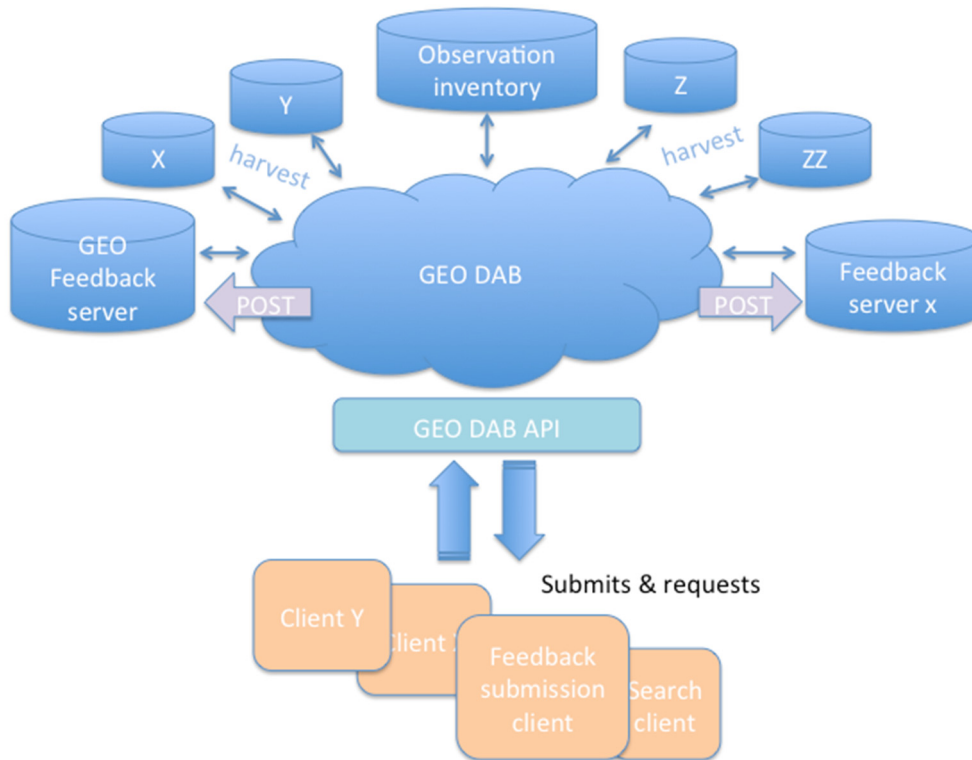 Observation
inventory
Z
Y
harvest
harvest
X
ZZ
GEO
Feedback
server
GEO DAB
Feedback
server x
POST
POST
GEO DAB API
Submits & requests
Client Y
Client
Feedback
submission
client
Search
client